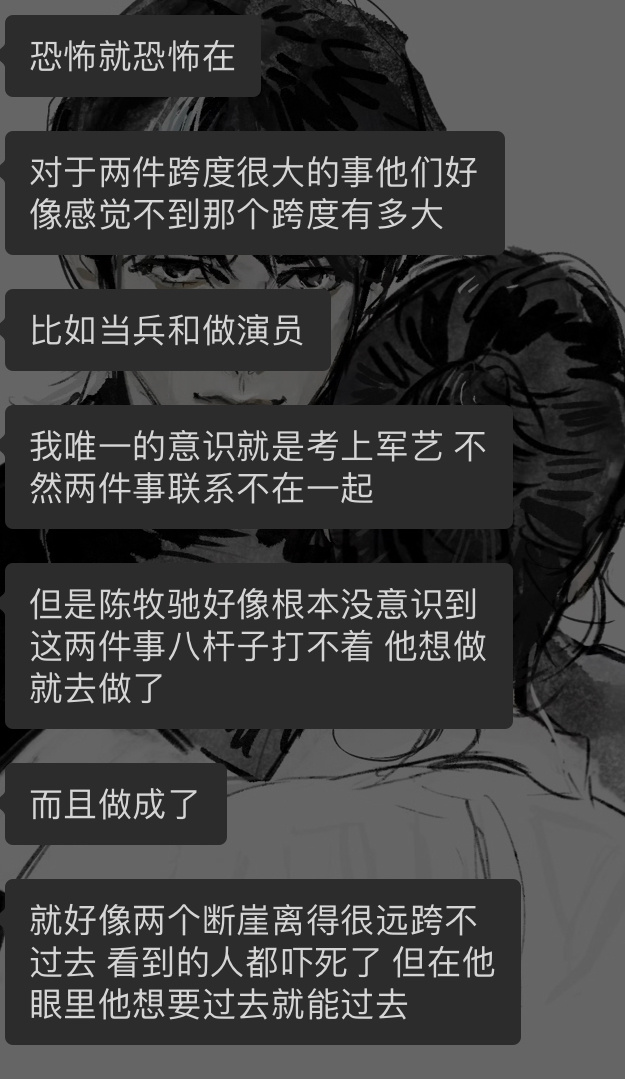 恐怖就恐怖在
对于两件跨度很大的事他们好
像感觉不到那个跨度有多大
比如当兵和做演员
我唯一的意识就是考上军艺 不
然两件事联系不在一起
但是陈牧驰好像根本没意识到
这两件事八杆子打不着 他想做
就去做了
而且做成了
就好像两个断崖离得很远跨不
过去 看到的人都吓死了 但在他
眼里他想要过去就能过去